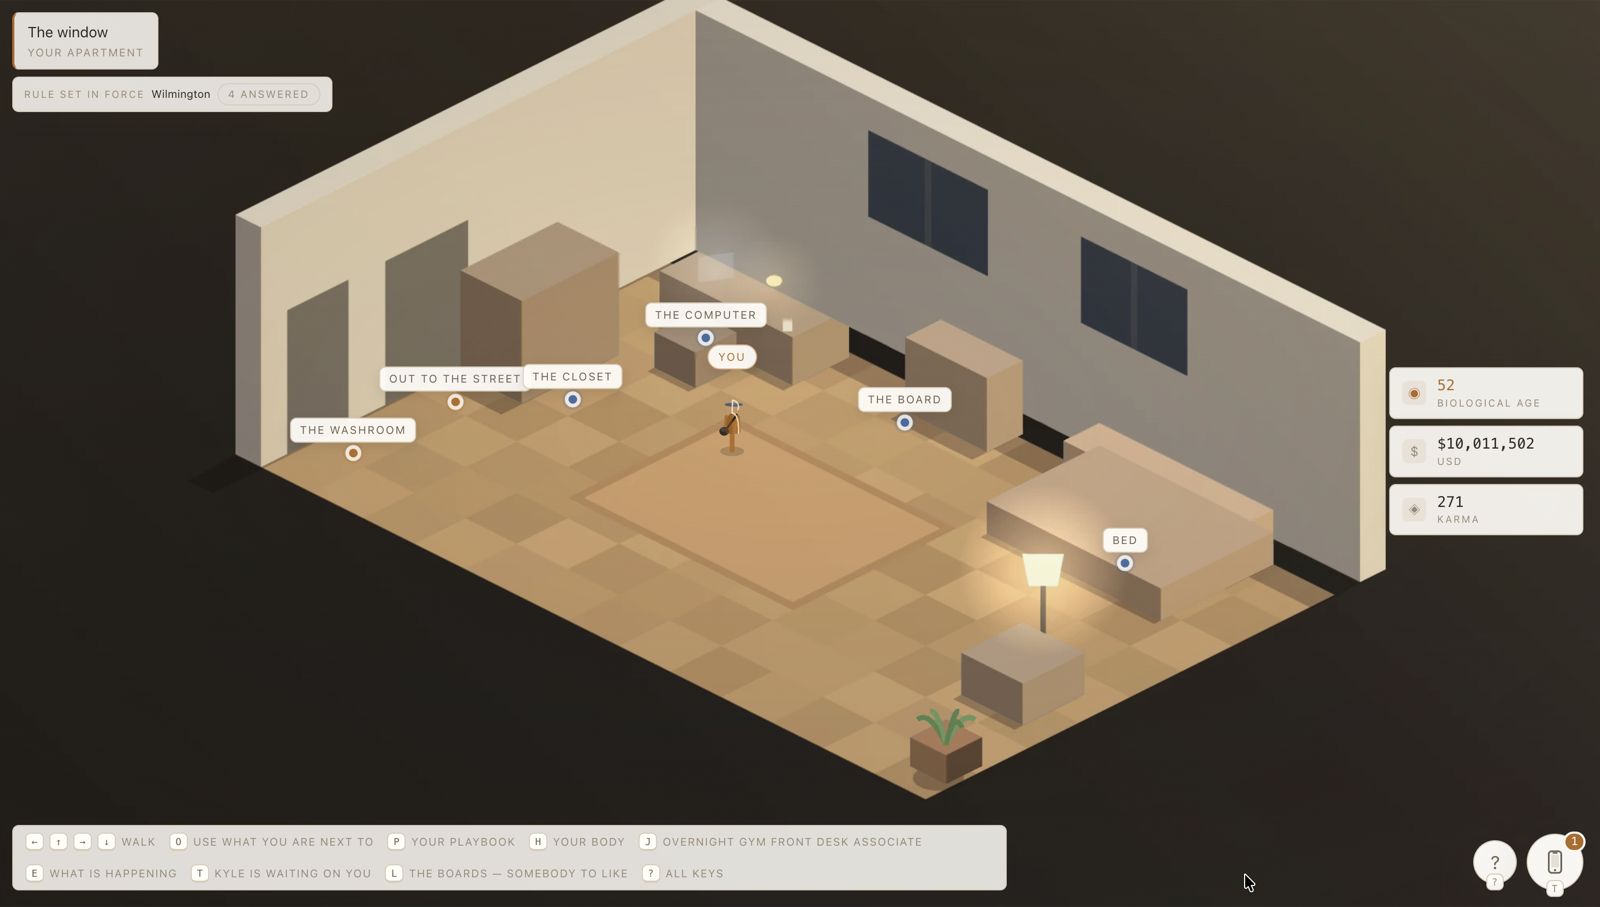 The window
YOUR APARTMENT
RULE SET IN FORCE Wilmington 4 ANSWERED
THE COMPUTER
YOU
OUT TO THE STREET
THE CLOSET
THE BOARD
THE WASHROOM
BED
52
BIOLOGICAL AGE
$ $10,011,502
USD
271
KARMA
← ↑ → ↓ WALK O USE WHAT YOU ARE NEXT TO P YOUR PLAYBOOK H YOUR BODY J OVERNIGHT GYM FRONT DESK ASSOCIATE
E WHAT IS HAPPENING T KYLE IS WAITING ON YOU L THE BOARDS — SOMEBODY TO LIKE ? ALL KEYS
1
?
?
T